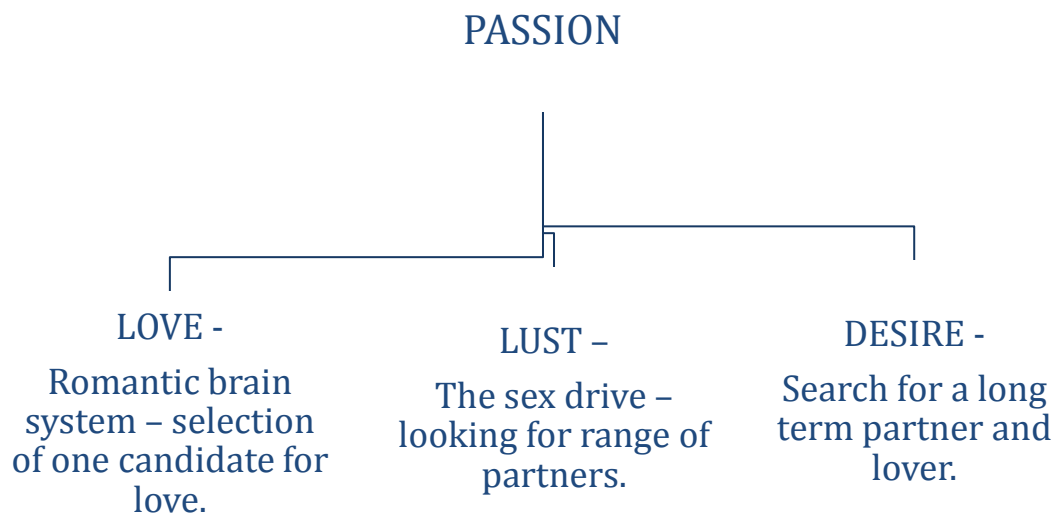 PASSION
LOVE -
Romantic brain
system – selection
of one candidate for
love.
LUST –
The sex drive –
looking for range of
partners.
DESIRE -
Search for a long
term partner and
lover.